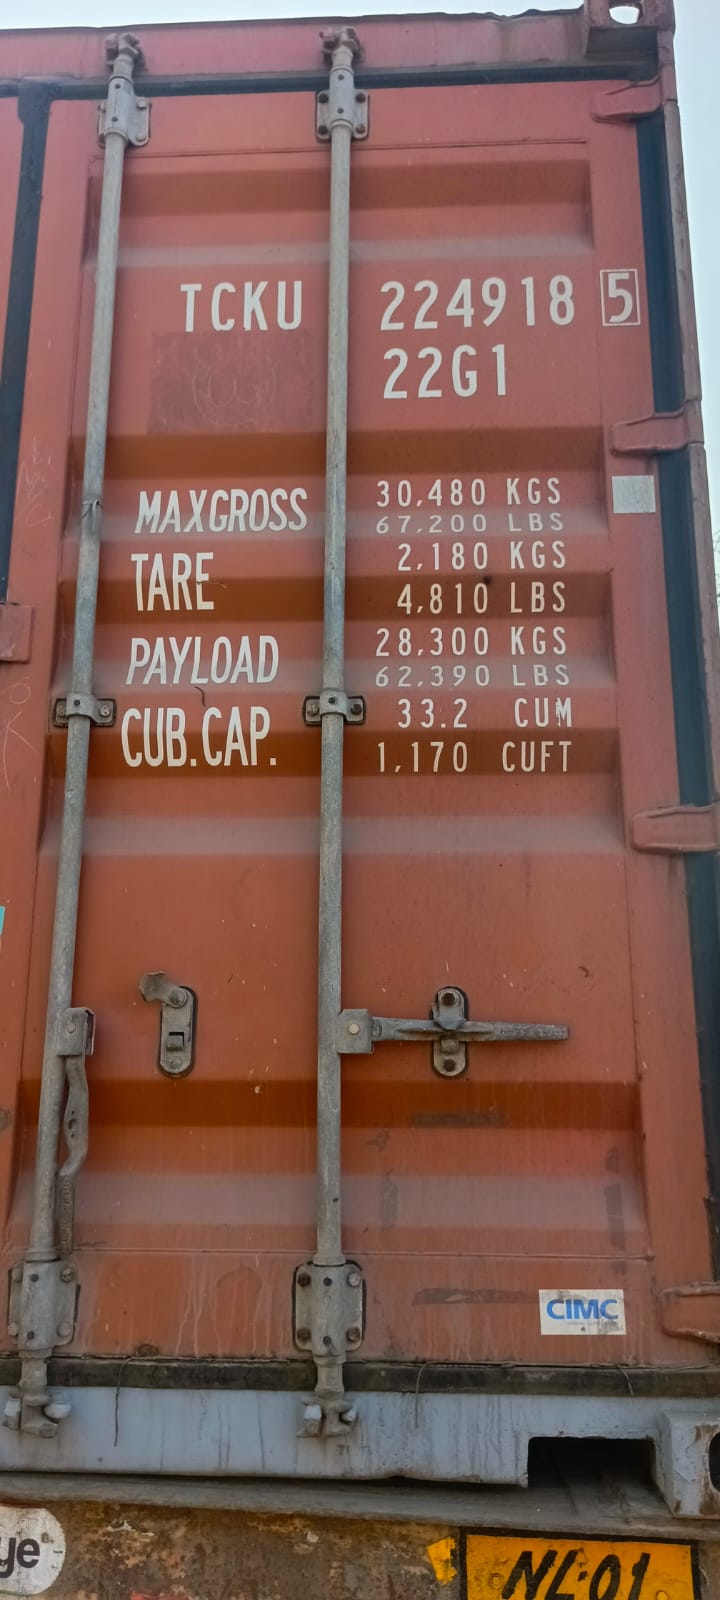 TCKU 224918 5
22G1
MAXGROSS 30,480 KGS
67,200 LBS
TARE 2,180 KGS
4,810 LBS
PAYLOAD 28,300 KGS
62,390 LBS
CUB.CAP. 33.2 CUM
1,170 CUFT
CIMC
ye
NL·01